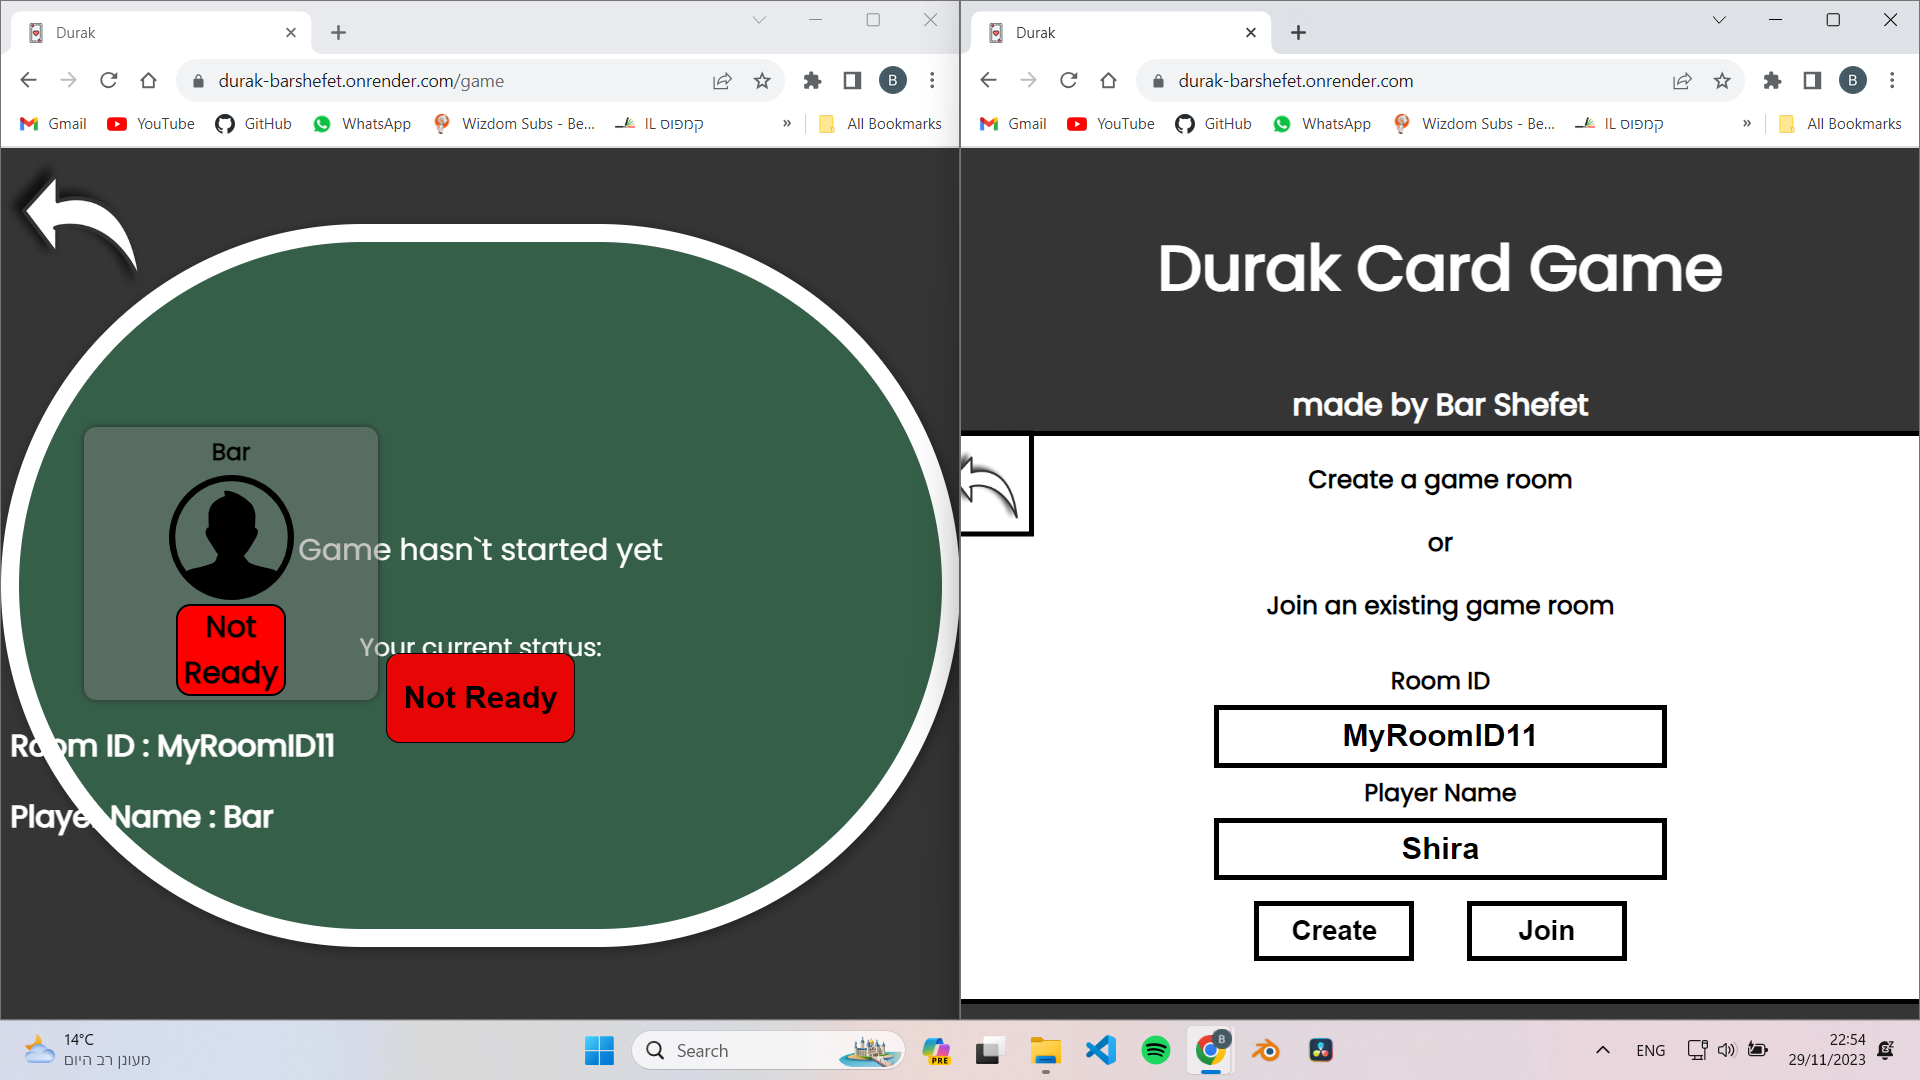 Durak
durak-barshefet.onrender.com/game
B
Gmail
YouTube
GitHub
WhatsApp
Wizdom Subs - Be...
IL קמפוס
»
All Bookmarks
Bar
Not
Ready
Game hasn`t started yet
Your current status:
Not Ready
Room ID : MyRoomID11
Player Name : Bar
Durak
durak-barshefet.onrender.com
B
Gmail
YouTube
GitHub
WhatsApp
Wizdom Subs - Be...
IL קמפוס
»
All Bookmarks
Durak Card Game
made by Bar Shefet
Create a game room
or
Join an existing game room
Room ID
MyRoomID11
Player Name
Shira
Create
Join
14°C
מעונן רב היום
Search
PRE
B
ENG
22:54
29/11/2023